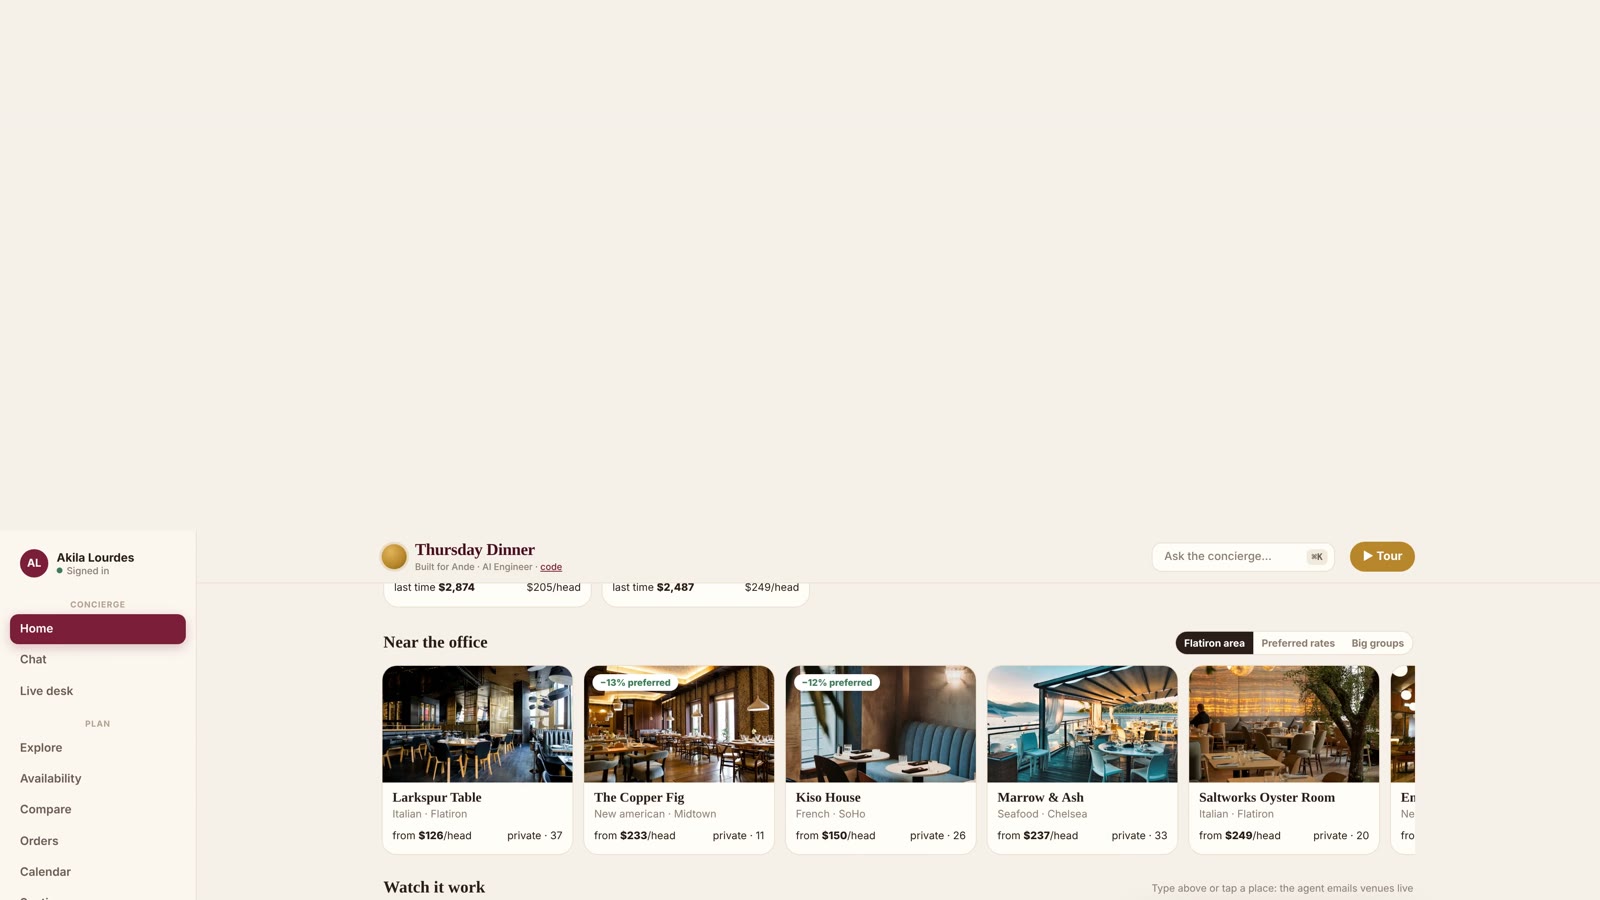 AL
Akila Lourdes
Signed in
CONCIERGE
Home
Chat
Live desk
PLAN
Explore
Availability
Compare
Orders
Calendar
Thursday Dinner
Built for Ande · AI Engineer · code
Ask the concierge... ⌘K
▶ Tour
last time $2,874 $205/head
last time $2,487 $249/head
Near the office
Flatiron area Preferred rates Big groups
−13% preferred
−12% preferred
Larkspur Table
Italian · Flatiron
from $126/head private · 37
The Copper Fig
New american · Midtown
from $233/head private · 11
Kiso House
French · SoHo
from $150/head private · 26
Marrow & Ash
Seafood · Chelsea
from $237/head private · 33
Saltworks Oyster Room
Italian · Flatiron
from $249/head private · 20
Watch it work
Type above or tap a place: the agent emails venues live